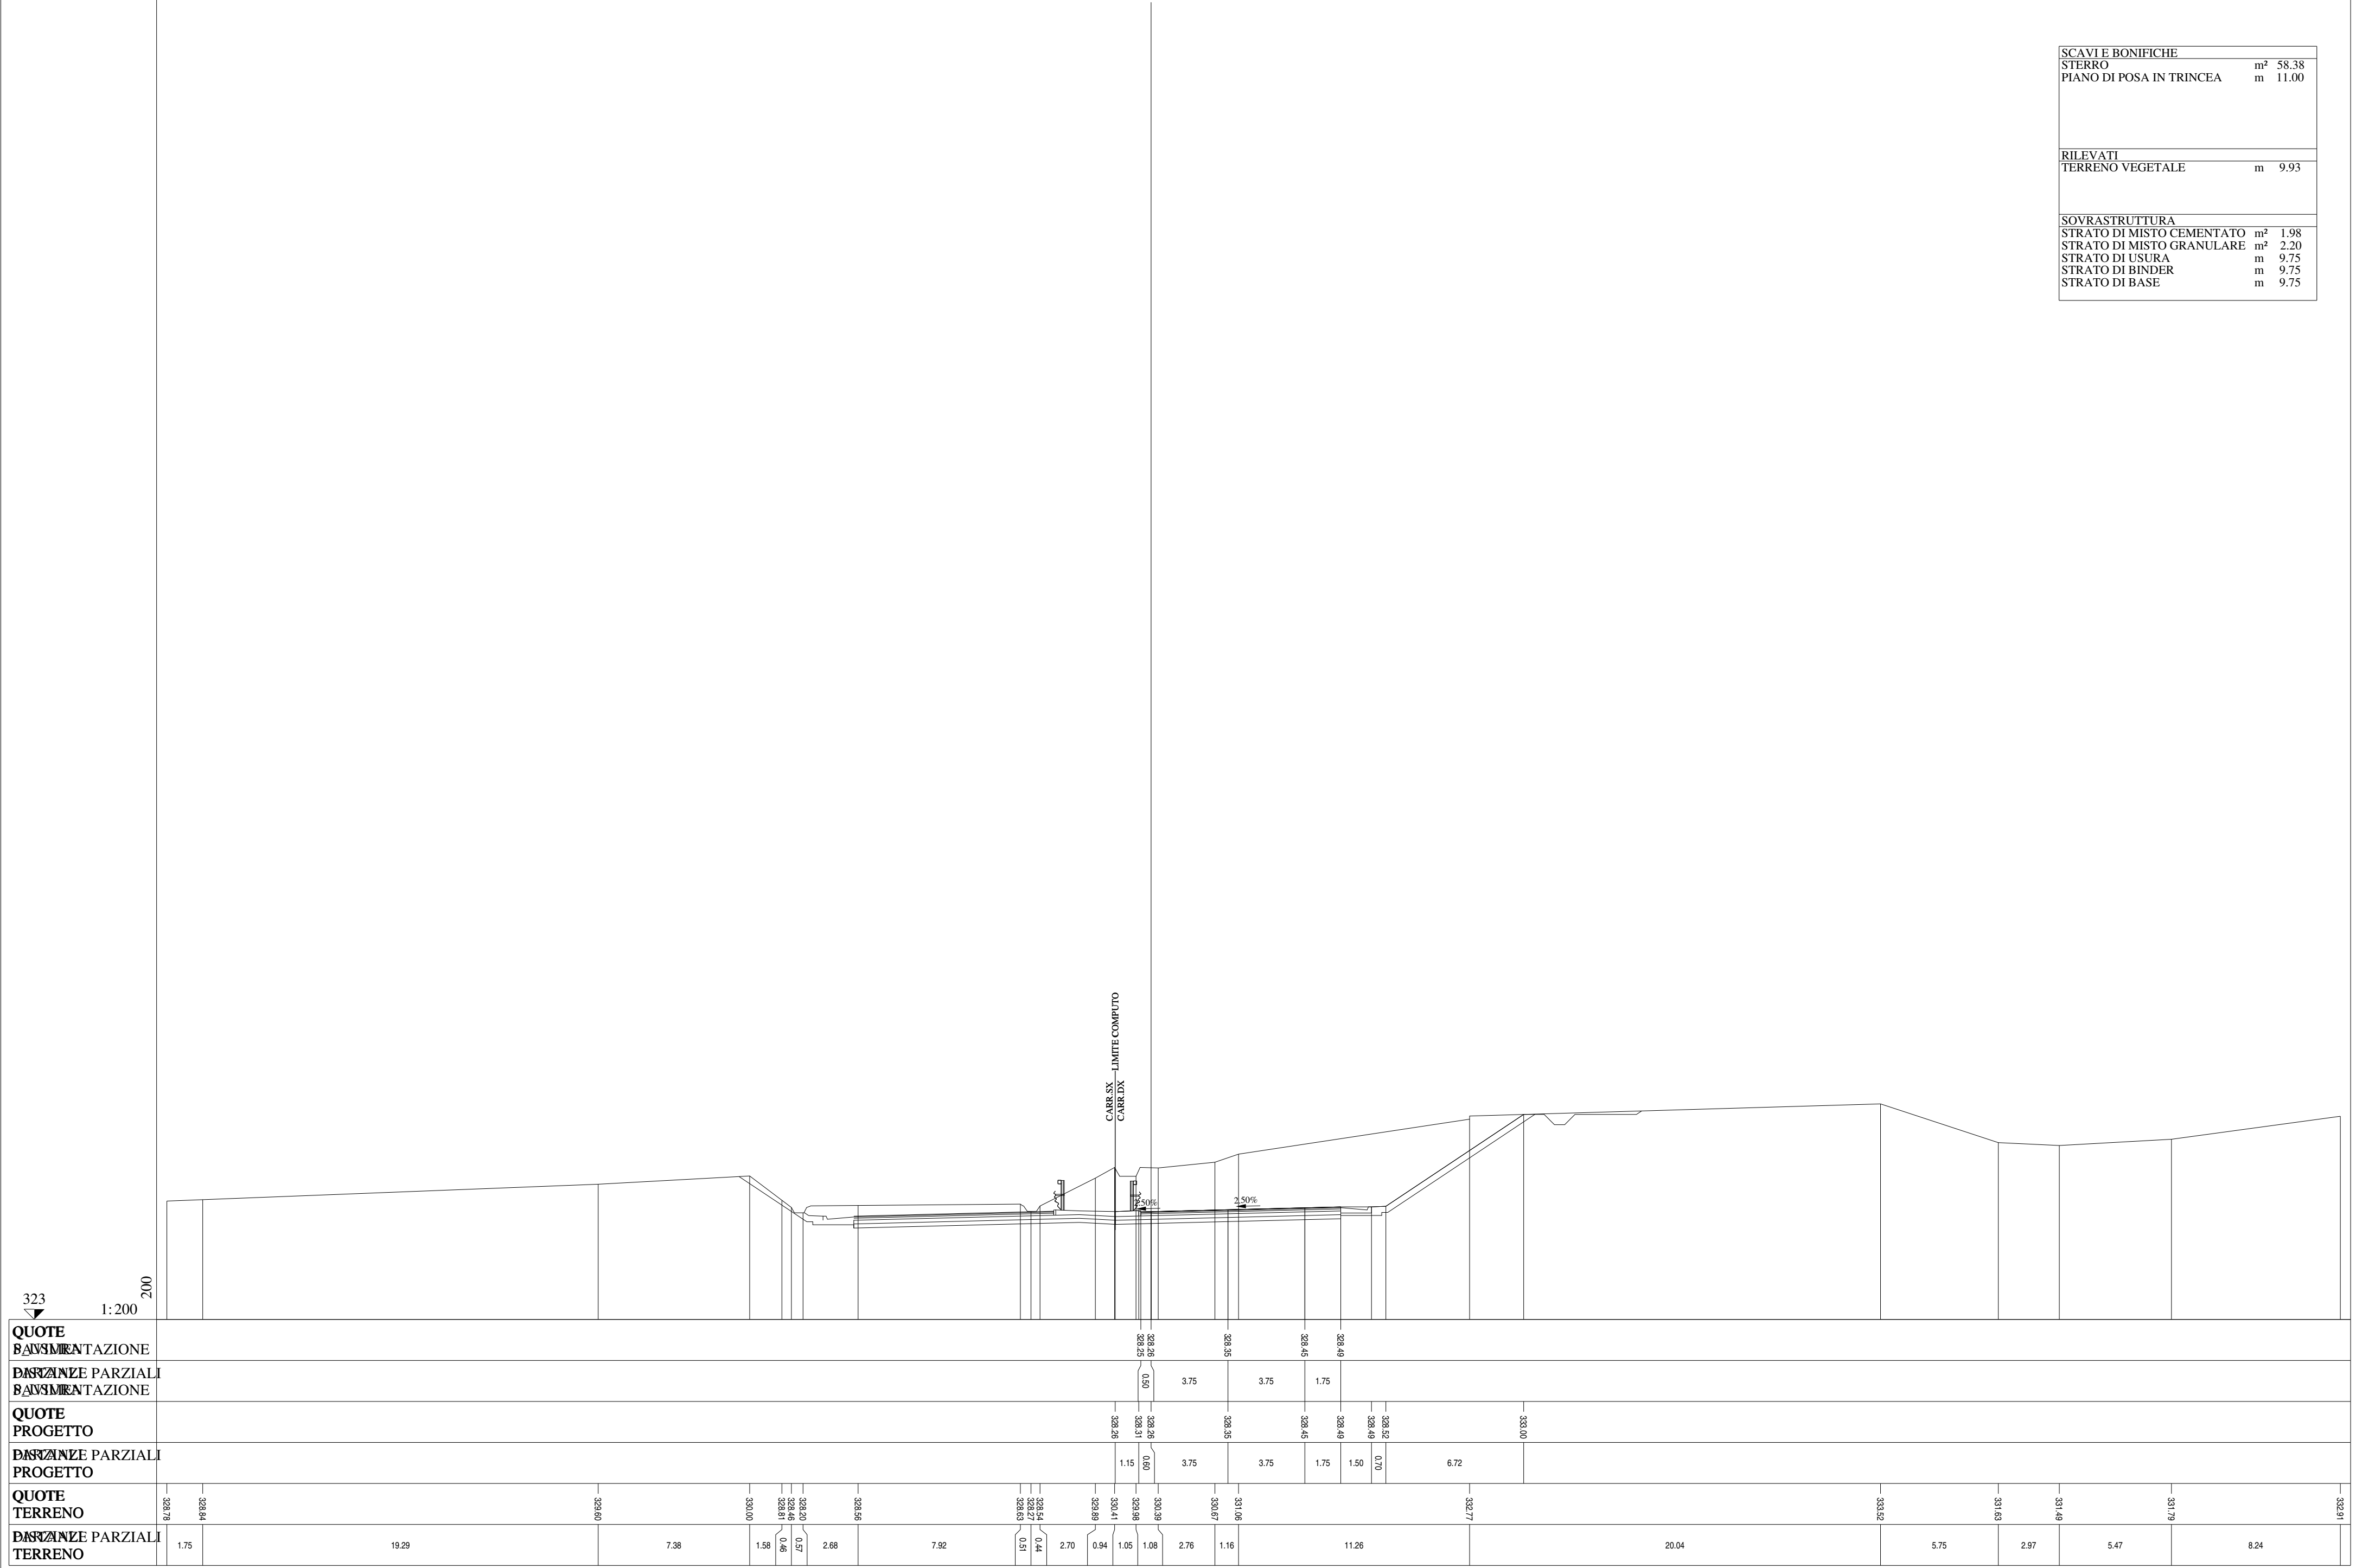 SCAVI E BONIFICHE
STERRO m² 58.38
PIANO DI POSA IN TRINCEA m 11.00
RILEVATI
TERRENO VEGETALE m 9.93
SOVRASTRUTTURA
STRATO DI MISTO CEMENTATO m² 1.98
STRATO DI MISTO GRANULARE m² 2.20
STRATO DI USURA m 9.75
STRATO DI BINDER m 9.75
STRATO DI BASE m 9.75
LIMITE COMPUTO
CARR.SX
CARR.DX
2.50% 2.50%
323
1:200
200
QUOTE
328.25 328.26 328.35 328.45 328.49
0.50 3.75 3.75 1.75
QUOTE
PROGETTO
328.26 328.31 328.26 328.35 328.45 328.49 328.49 328.52 333.00
PARZIALI
PROGETTO
1.15 0.60 3.75 3.75 1.75 1.50 0.70 6.72
QUOTE
TERRENO
328.78 328.84 329.60 330.00 328.81 328.46 328.20 328.56 328.63 328.27 328.54 329.89 330.41 329.98 330.39 330.67 331.06 332.77 333.52 331.63 331.49 331.79 332.91
PARZIALI
TERRENO
1.75 19.29 7.38 1.58 0.46 0.57 2.68 7.92 0.51 0.44 2.70 0.94 1.05 1.08 2.76 1.16 11.26 20.04 5.75 2.97 5.47 8.24